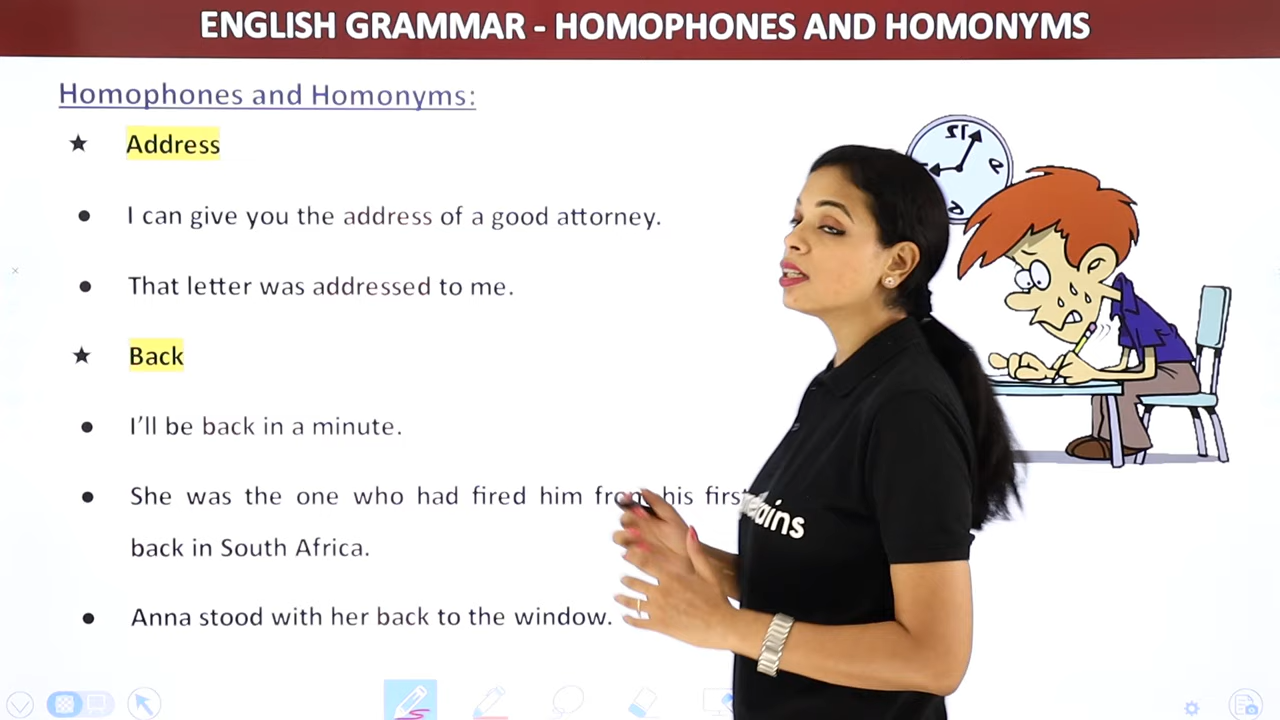 ENGLISH GRAMMAR - HOMOPHONES AND HOMONYMS
Homophones and Homonyms:
★ Address
● I can give you the address of a good attorney.
● That letter was addressed to me.
★ Back
● I'll be back in a minute.
● She was the one who had fired him from his first
back in South Africa.
● Anna stood with her back to the window.
12